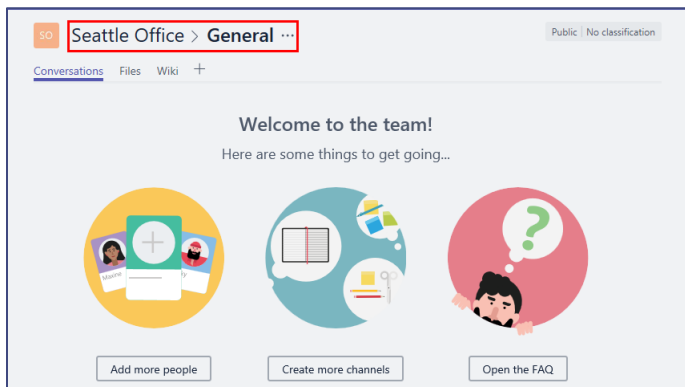 SO Seattle Office > General ...
Public | No classification
Conversations Files Wiki +
Welcome to the team!
Here are some things to get going...
Maxine
Add more people Create more channels Open the FAQ